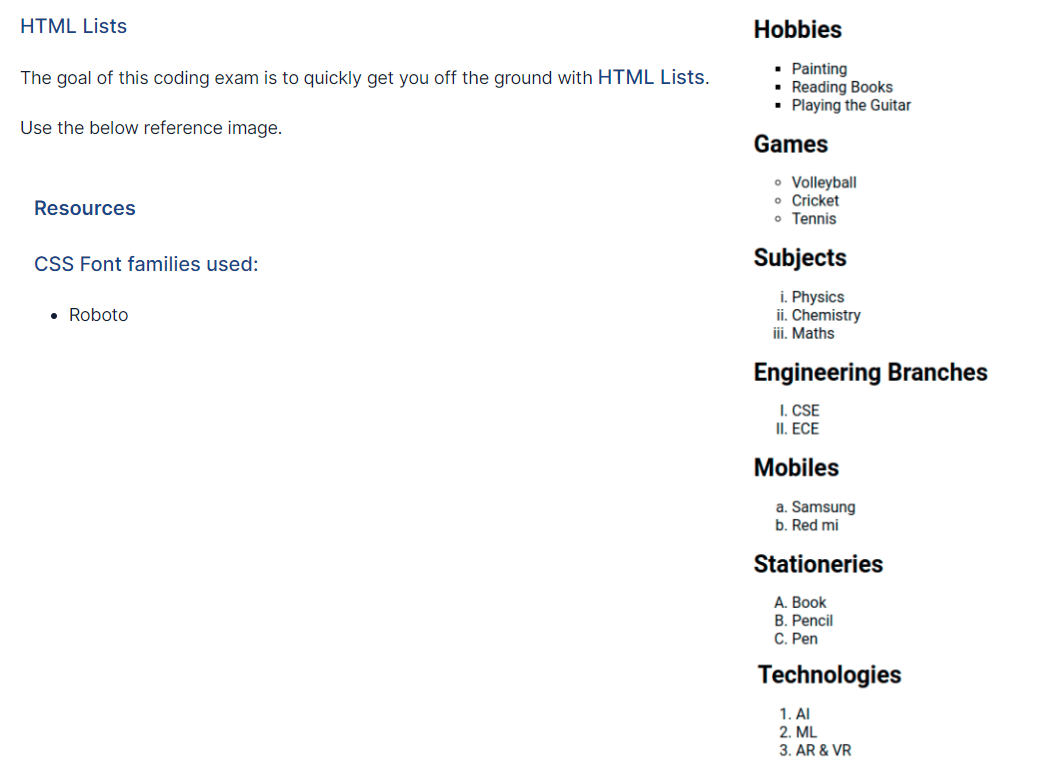 HTML Lists
The goal of this coding exam is to quickly get you off the ground with HTML Lists.
Use the below reference image.
Resources
CSS Font families used:
Roboto
Hobbies
Painting
Reading Books
Playing the Guitar
Games
Volleyball
Cricket
Tennis
Subjects
i. Physics
ii. Chemistry
iii. Maths
Engineering Branches
I. CSE
II. ECE
Mobiles
a. Samsung
b. Red mi
Stationeries
A. Book
B. Pencil
C. Pen
Technologies
1. AI
2. ML
3. AR & VR